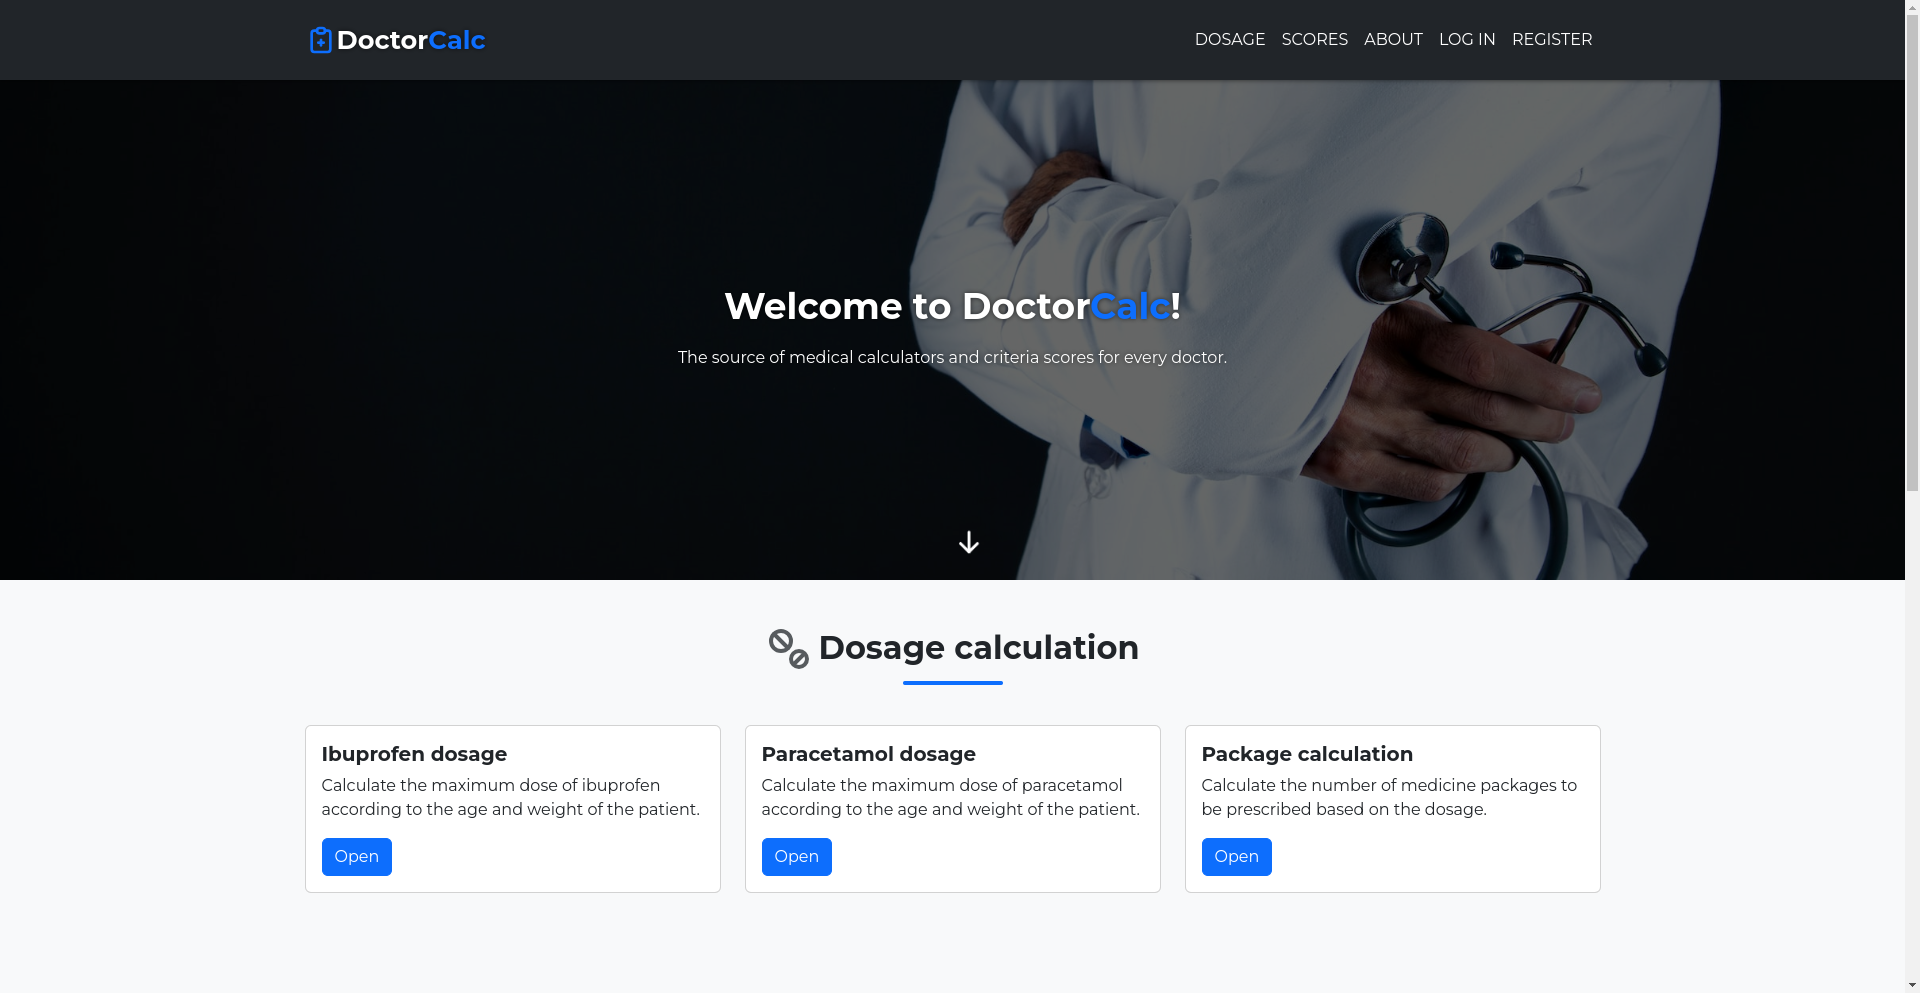 DoctorCalc
DOSAGE SCORES ABOUT LOG IN REGISTER
Welcome to DoctorCalc!
The source of medical calculators and criteria scores for every doctor.
Dosage calculation
Ibuprofen dosage
Calculate the maximum dose of ibuprofen
according to the age and weight of the patient.
Open
Paracetamol dosage
Calculate the maximum dose of paracetamol
according to the age and weight of the patient.
Open
Package calculation
Calculate the number of medicine packages to
be prescribed based on the dosage.
Open